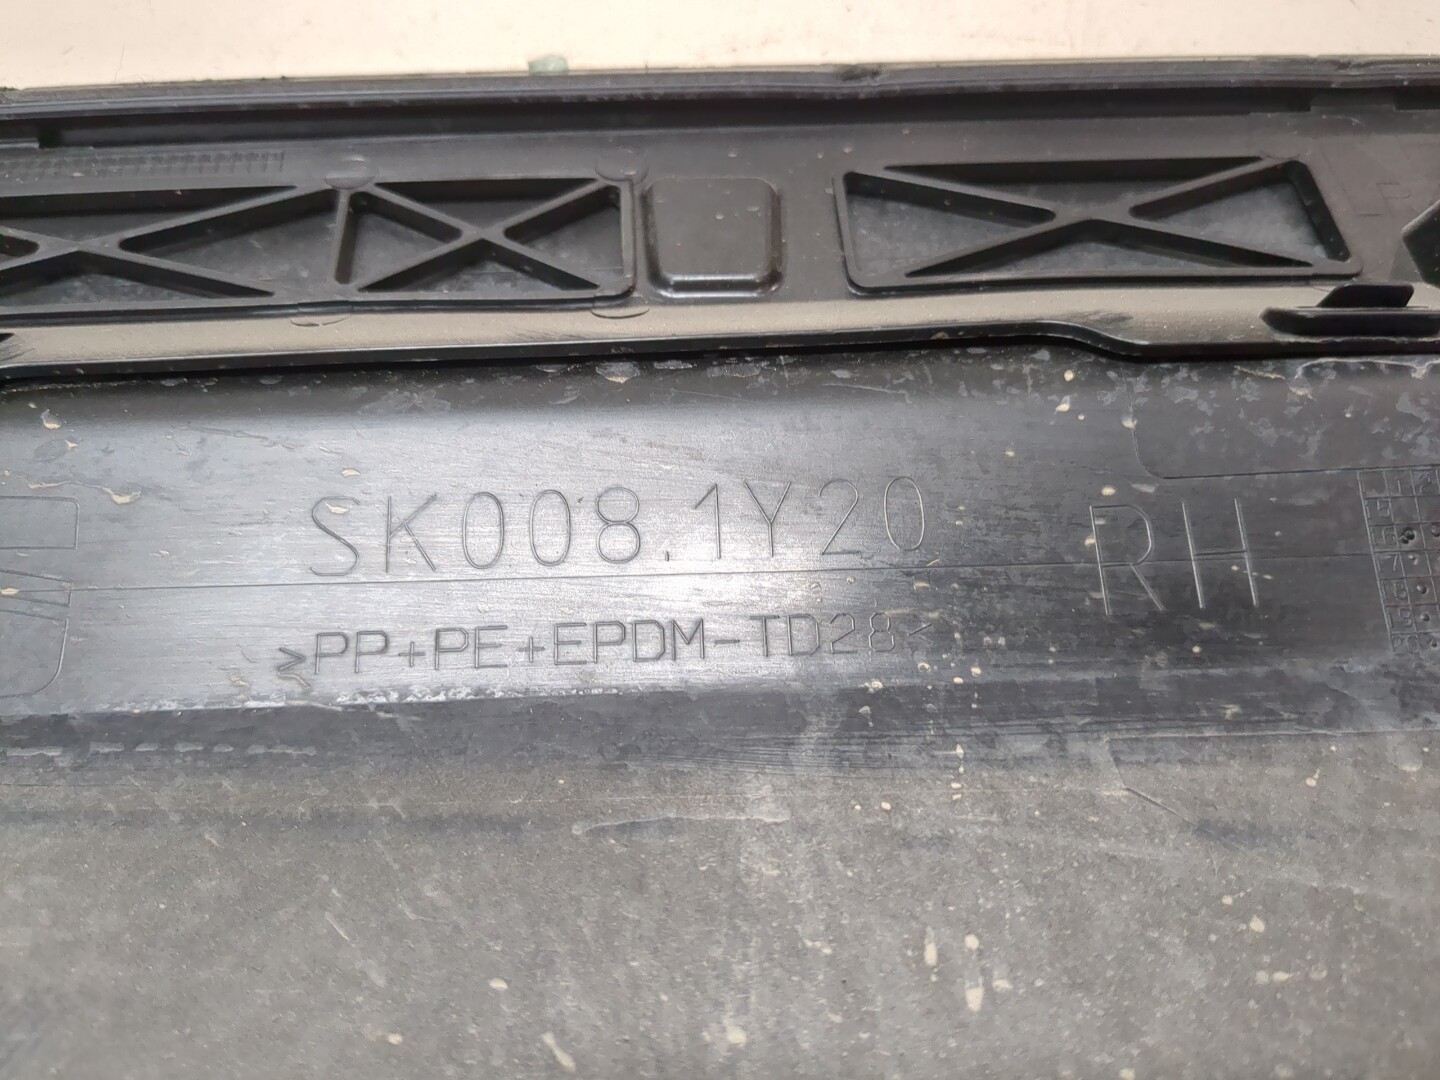 SK008.1Y20 RH
>PP+PE+EPDM-TD28<